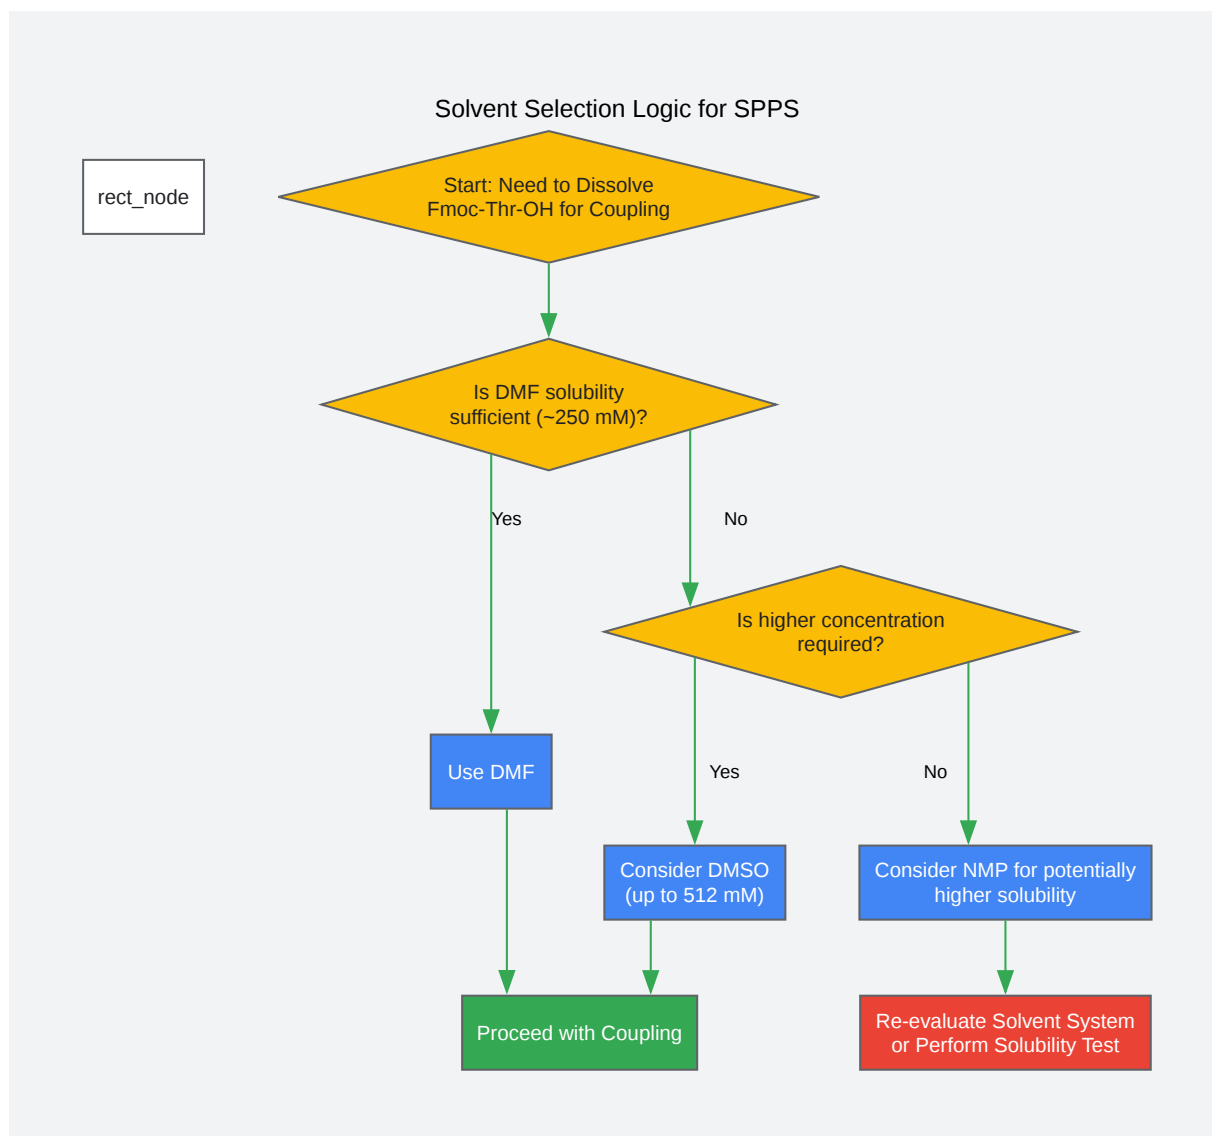 Solvent Selection Logic for SPPS
rect_node
Start: Need to Dissolve
Fmoc-Thr-OH for Coupling
Is DMF solubility
sufficient (~250 mM)?
Yes
No
Is higher concentration
required?
Use DMF
Yes
No
Consider DMSO
(up to 512 mM)
Consider NMP for potentially
higher solubility
Proceed with Coupling
Re-evaluate Solvent System
or Perform Solubility Test